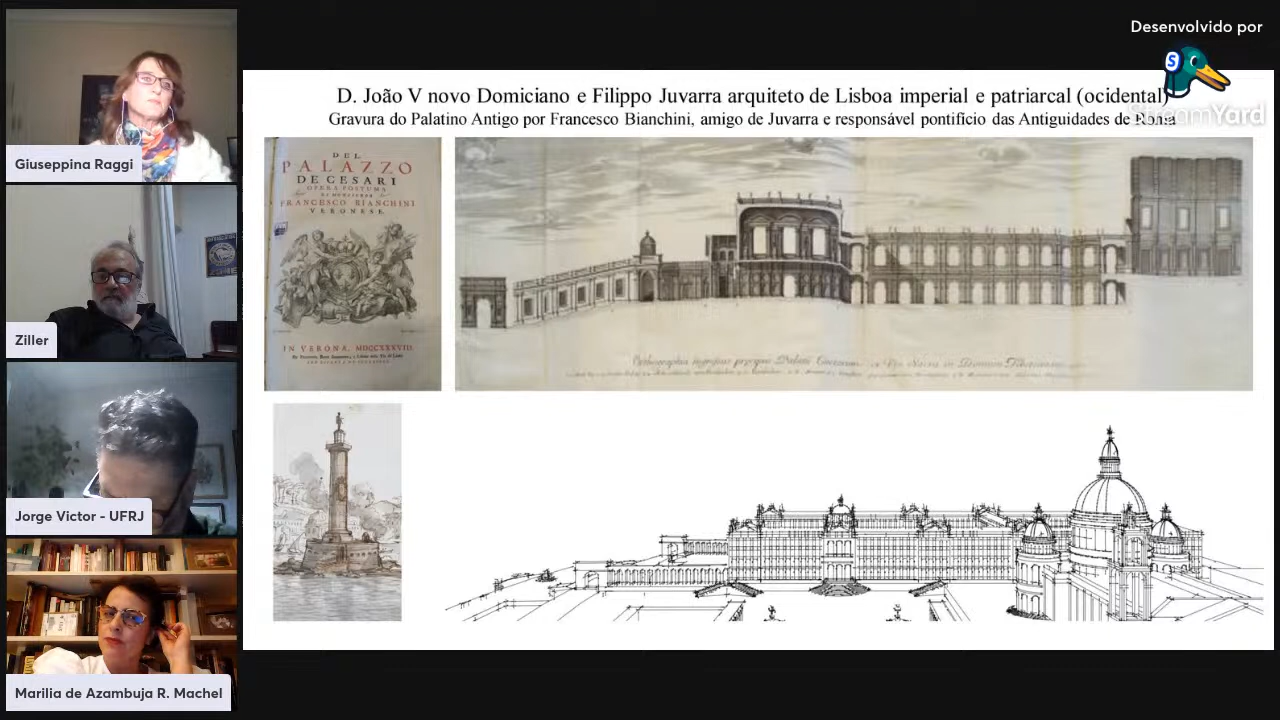 Desenvolvido por
StreamYard
Giuseppina Raggi
Ziller
Jorge Victor - UFRJ
Marilia de Azambuja R. Machel
D. João V novo Domiciano e Filippo Juvarra arquiteto de Lisboa imperial e patriarcal (ocidental)
Gravura do Palatino Antigo por Francesco Bianchini, amigo de Juvarra e responsável pontifício das Antiguidades de Roma
DEL
PALAZZO
DE CESARI
OPERA POSTUMA
FRANCESCO BIANCHINI
VERONESE.
IN VERONA, MDCCXXXVIII.